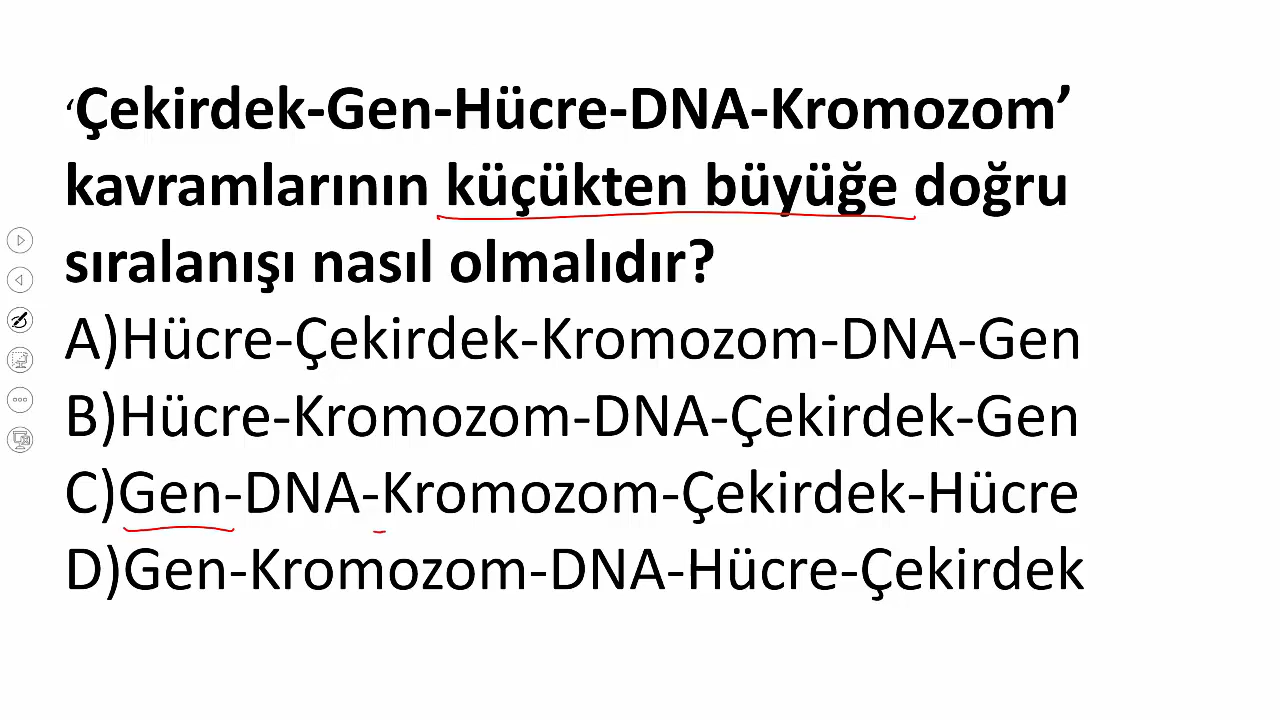 ‘Çekirdek-Gen-Hücre-DNA-Kromozom’
kavramlarının küçükten büyüğe doğru
sıralanışı nasıl olmalıdır?
A)Hücre-Çekirdek-Kromozom-DNA-Gen
B)Hücre-Kromozom-DNA-Çekirdek-Gen
C)Gen-DNA-Kromozom-Çekirdek-Hücre
D)Gen-Kromozom-DNA-Hücre-Çekirdek